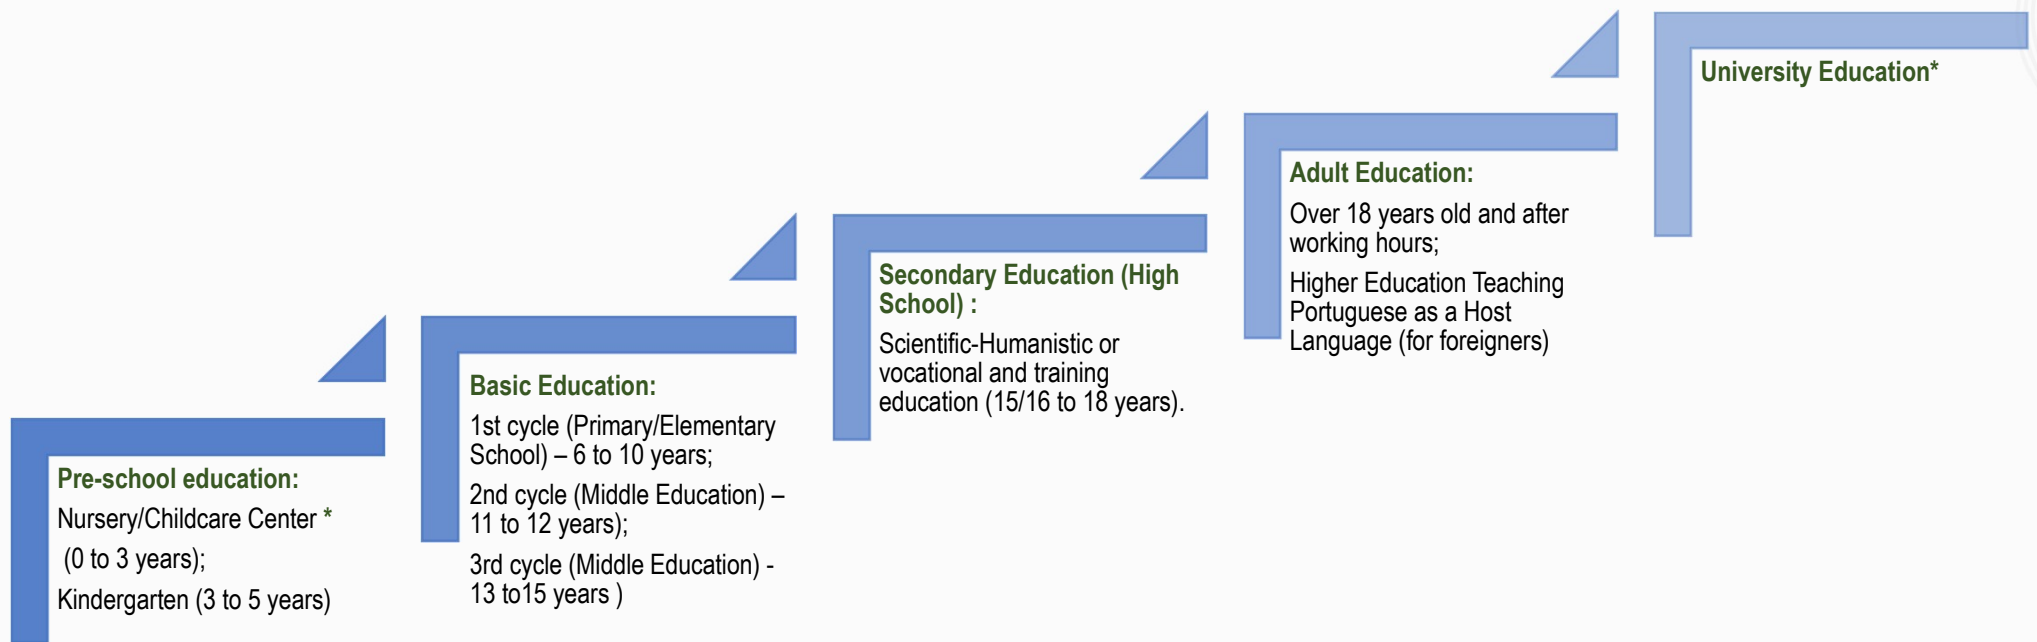 Pre-school education:
Nursery/Childcare Center *
(0 to 3 years);
Kindergarten (3 to 5 years)
Basic Education:
1st cycle (Primary/Elementary
School) – 6 to 10 years;
2nd cycle (Middle Education) –
11 to 12 years);
3rd cycle (Middle Education) -
13 to15 years )
Secondary Education (High
School) :
Scientific-Humanistic or
vocational and training
education (15/16 to 18 years).
Adult Education:
Over 18 years old and after
working hours;
Higher Education Teaching
Portuguese as a Host
Language (for foreigners)
University Education*